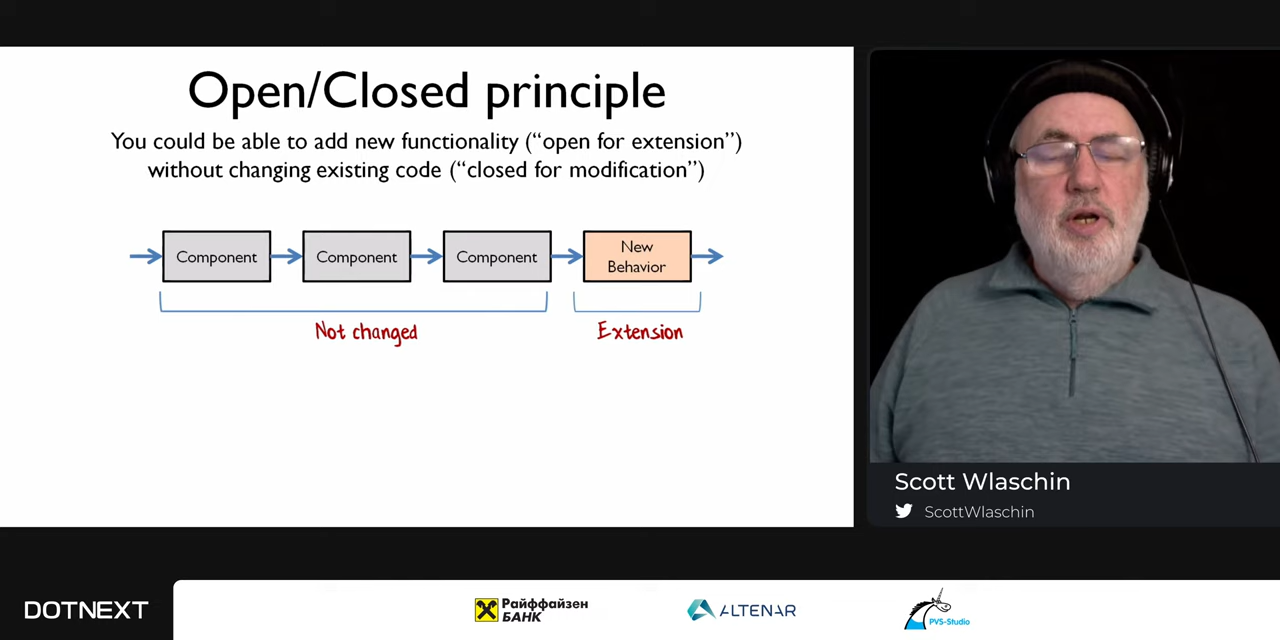 Open/Closed principle
You could be able to add new functionality (“open for extension”)
without changing existing code (“closed for modification”)
Component
Component
Component
New
Behavior
Not changed
Extension
Scott Wlaschin
ScottWlaschin
DOTNEXT
Райффайзен
БАНК
ALTENAR
PVS-Studio